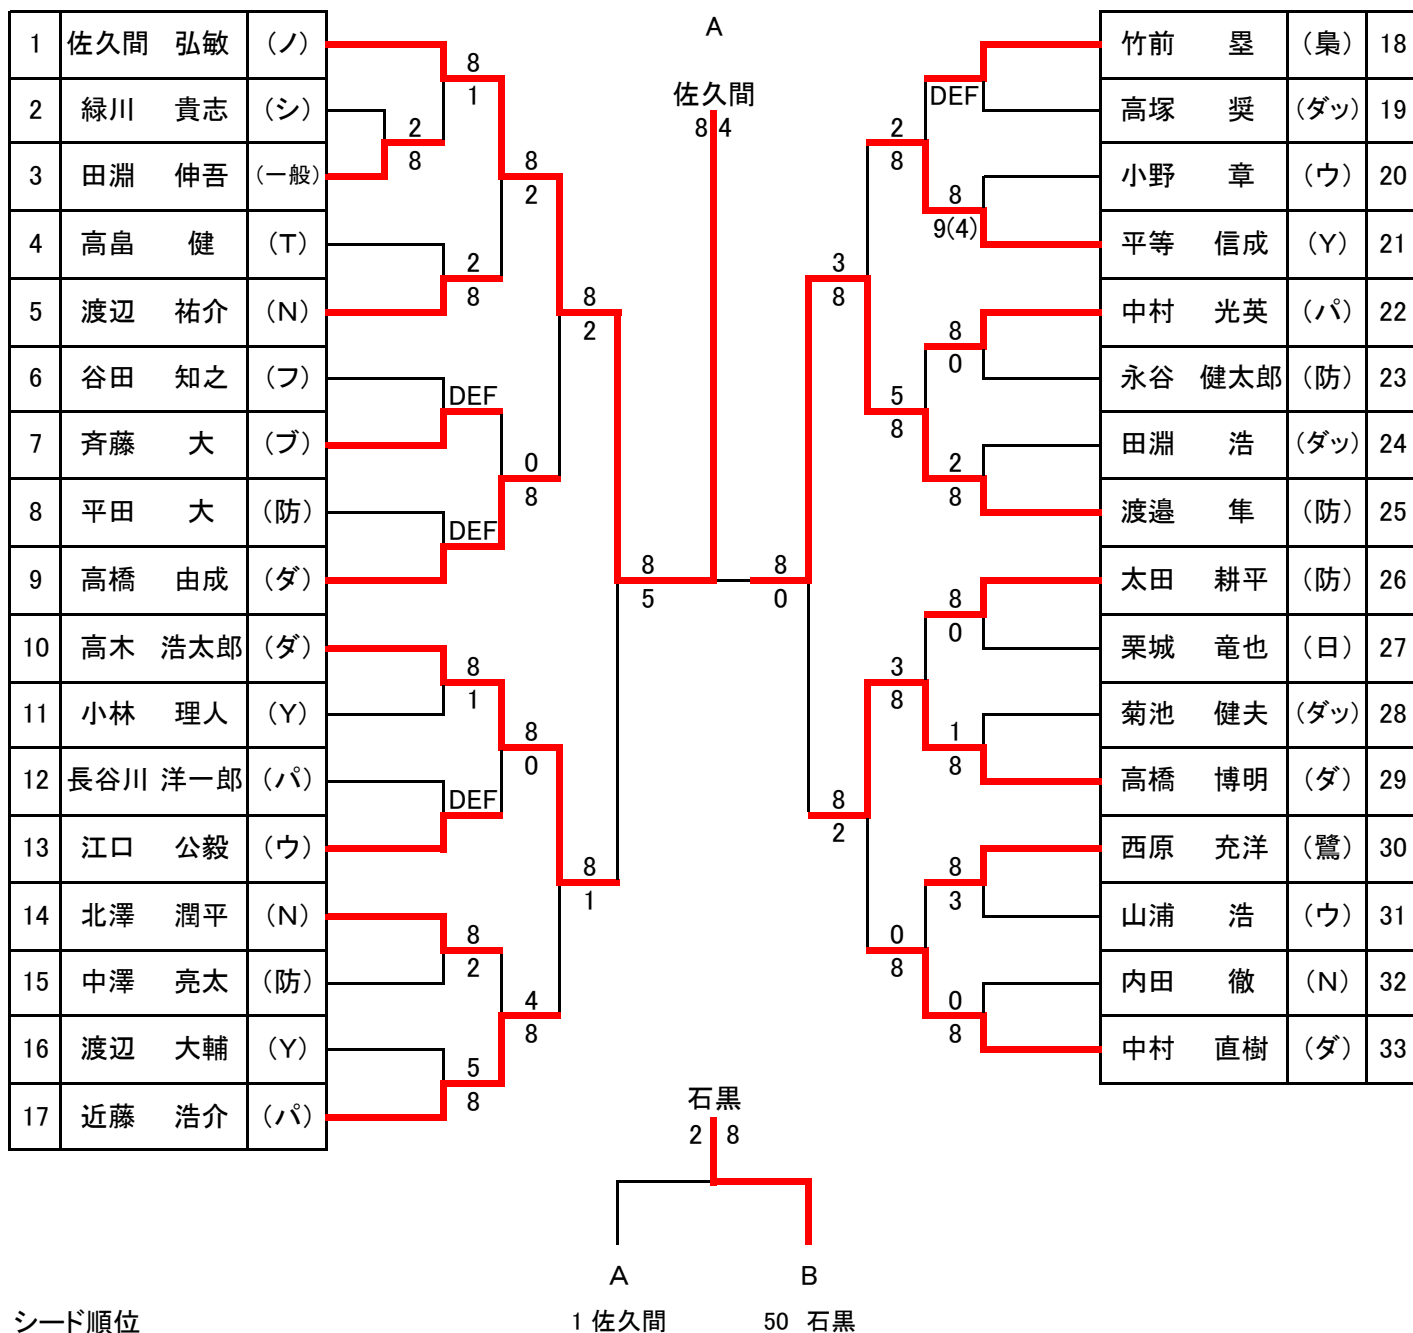 A
佐久間
8 4
1 佐久間 弘敏 (ノ)
2 緑川 貴志 (シ)
3 田淵 伸吾 (一般)
4 高畠 健 (T)
5 渡辺 祐介 (N)
6 谷田 知之 (フ)
7 斉藤 大 (ブ)
8 平田 大 (防)
9 高橋 由成 (ダ)
10 高木 浩太郎 (ダ)
11 小林 理人 (Y)
12 長谷川 洋一郎 (パ)
13 江口 公毅 (ウ)
14 北澤 潤平 (N)
15 中澤 亮太 (防)
16 渡辺 大輔 (Y)
17 近藤 浩介 (パ)
8
1
2
8
2
8
DEF
DEF
8
1
DEF
8
2
5
8
8
2
0
8
8
0
4
8
8
2
8
1
8
5
8
0
3
8
8
2
2
8
5
8
3
8
0
8
DEF
8
9(4)
8
0
2
8
8
0
1
8
8
3
0
8
竹前 塁 (梟) 18
高塚 奨 (ダッ) 19
小野 章 (ウ) 20
平等 信成 (Y) 21
中村 光英 (パ) 22
永谷 健太郎 (防) 23
田淵 浩 (ダッ) 24
渡邉 隼 (防) 25
太田 耕平 (防) 26
栗城 竜也 (日) 27
菊池 健夫 (ダッ) 28
高橋 博明 (ダ) 29
西原 充洋 (鷺) 30
山浦 浩 (ウ) 31
内田 徹 (N) 32
中村 直樹 (ダ) 33
石黒
2 8
A B
シード順位 1 佐久間 50 石黒